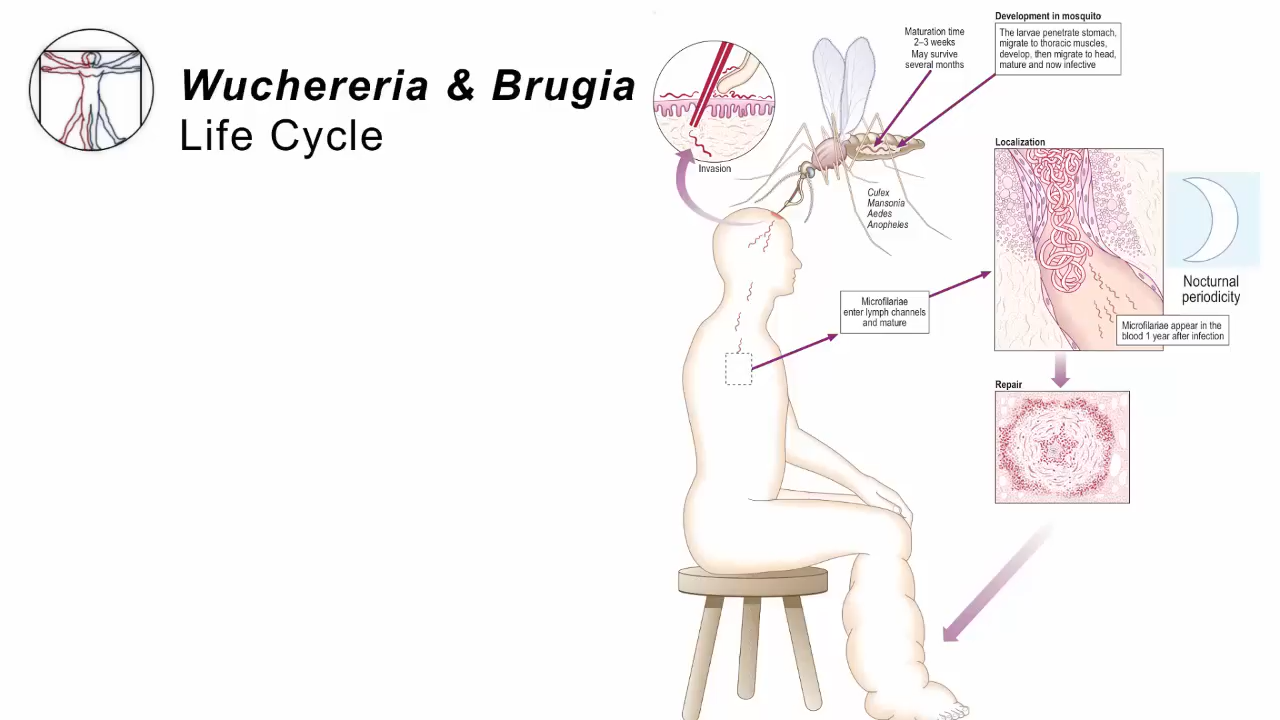 Wuchereria & Brugia
Life Cycle
Maturation time
2–3 weeks
May survive
several months
Development in mosquito
The larvae penetrate stomach,
migrate to thoracic muscles,
develop, then migrate to head,
mature and now infective
Invasion
Culex
Mansonia
Aedes
Anopheles
Localization
Nocturnal
periodicity
Microfilariae
enter lymph channels
and mature
Microfilariae appear in the
blood 1 year after infection
Repair